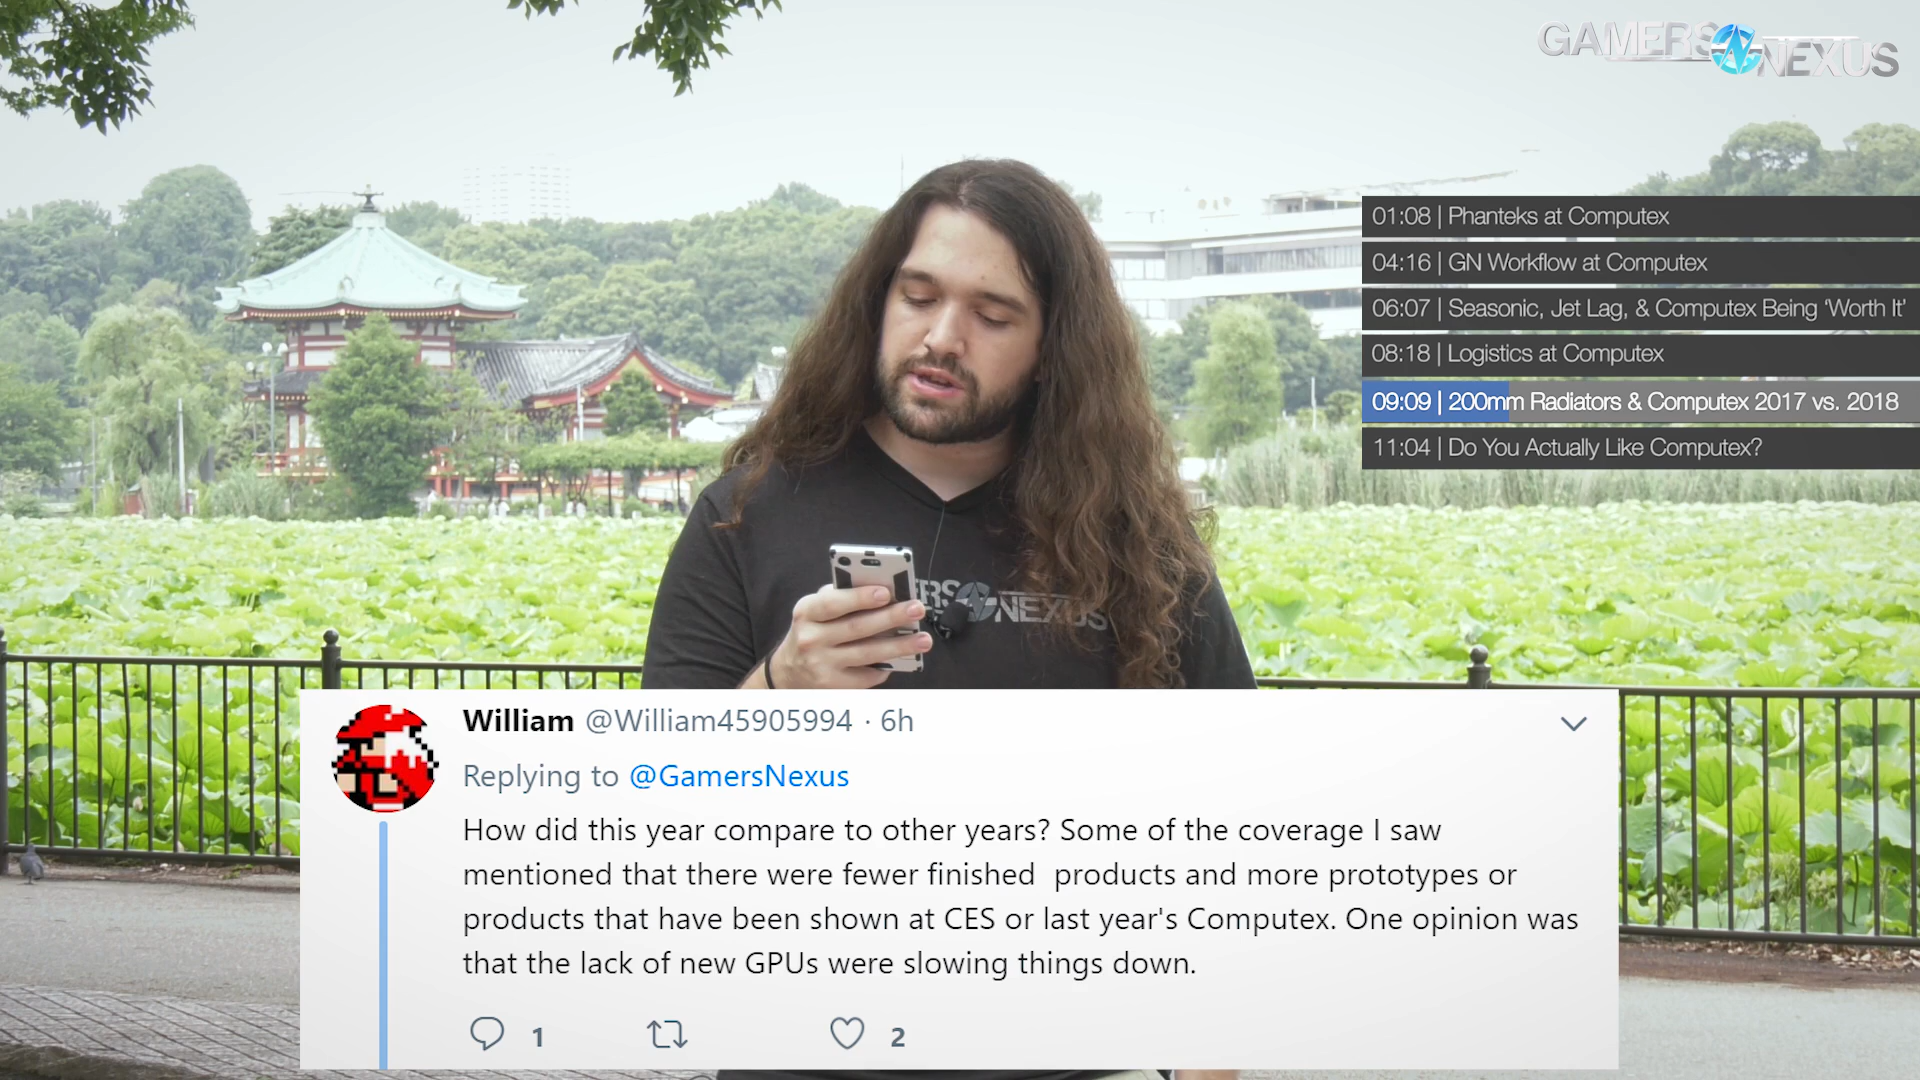 GAMERS NEXUS
01:08 | Phanteks at Computex
04:16 | GN Workflow at Computex
06:07 | Seasonic, Jet Lag, & Computex Being 'Worth It'
08:18 | Logistics at Computex
09:09 | 200mm Radiators & Computex 2017 vs. 2018
11:04 | Do You Actually Like Computex?
ERS NEXUS
William @William45905994 · 6h
Replying to @GamersNexus
How did this year compare to other years? Some of the coverage I saw
mentioned that there were fewer finished  products and more prototypes or
products that have been shown at CES or last year's Computex. One opinion was
that the lack of new GPUs were slowing things down.
1 2